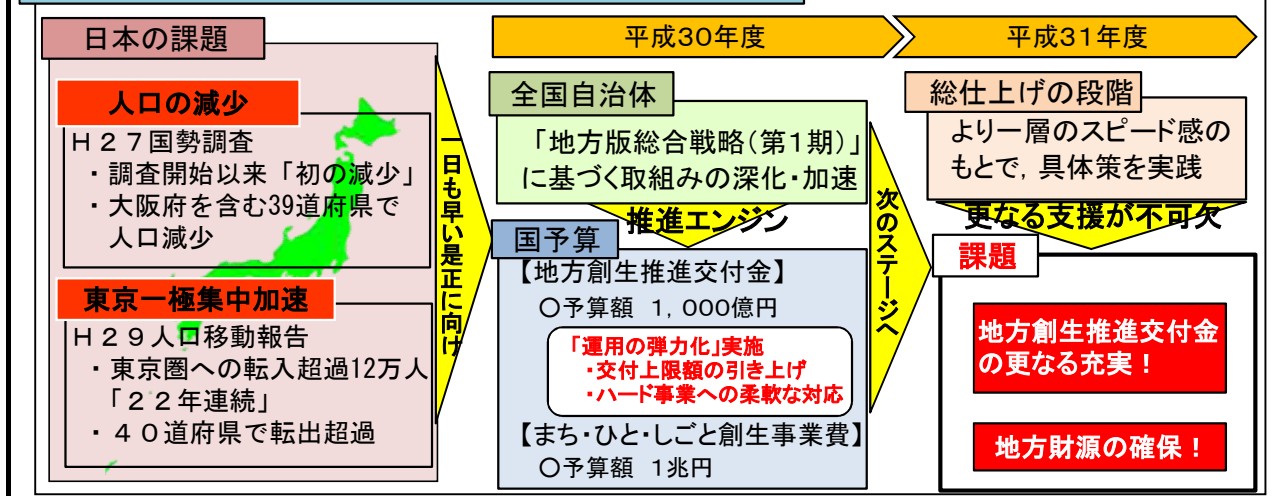 日本の課題
人口の減少
H27国勢調査
・調査開始以来「初の減少」
・大阪府を含む39道府県で
人口減少
東京一極集中加速
H29人口移動報告
・東京圏への転入超過12万人
「22年連続」
・40道府県で転出超過
一日も早い是正に向け
平成30年度
全国自治体
「地方版総合戦略(第1期)」
に基づく取組みの深化・加速
推進エンジン
国予算
【地方創生推進交付金】
○予算額 1,000億円
「運用の弾力化」実施
・交付上限額の引き上げ
・ハード事業への柔軟な対応
【まち・ひと・しごと創生事業費】
○予算額 1兆円
次のステージへ
平成31年度
総仕上げの段階
より一層のスピード感の
もとで,具体策を実践
更なる支援が不可欠
課題
地方創生推進交付金
の更なる充実!
地方財源の確保!